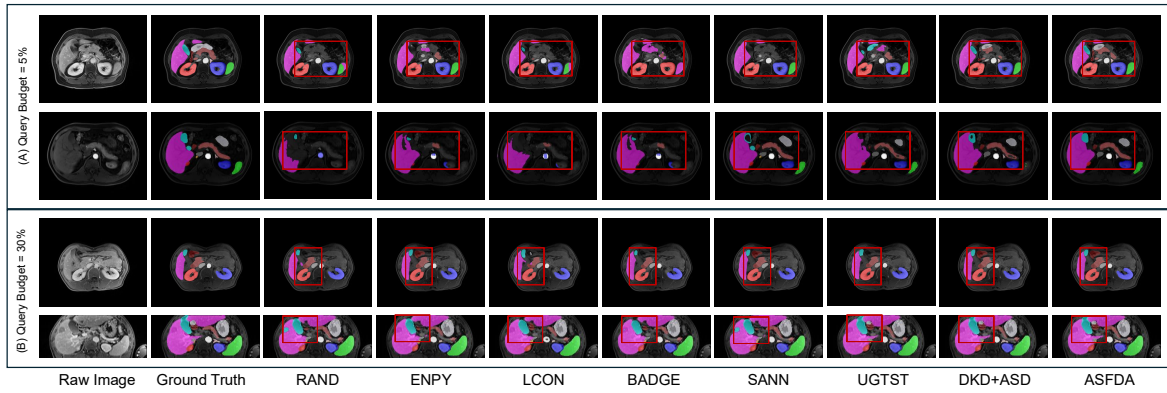 (A) Query Budget = 5%
(B) Query Budget = 30%
Raw Image Ground Truth RAND ENPY LCON BADGE SANN UGTST DKD+ASD ASFDA